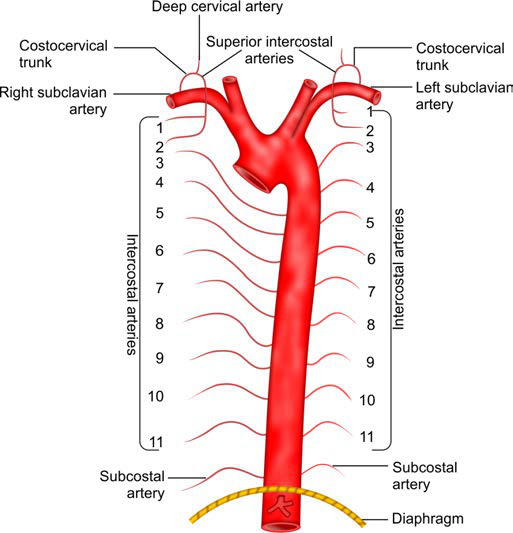 Deep cervical artery
Costocervical
trunk
Superior intercostal
arteries
Costocervical
trunk
Right subclavian
artery
Left subclavian
artery
1
2
3
4
5
6
7
8
9
10
11
Intercostal arteries
1
2
3
4
5
6
7
8
9
10
11
Intercostal arteries
Subcostal
artery
Subcostal
artery
Diaphragm